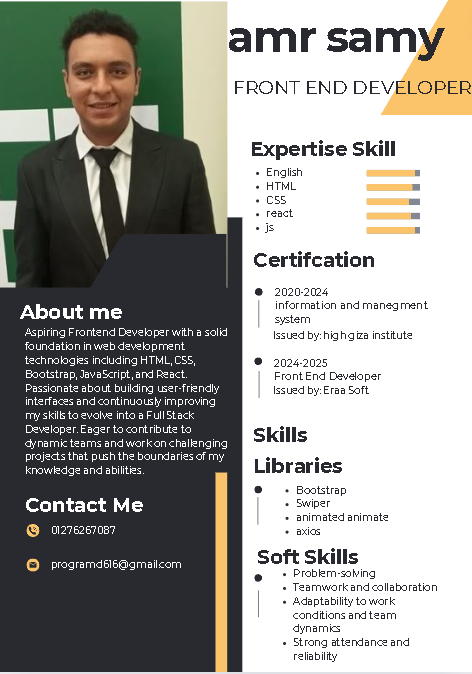 amr samy
FRONT END DEVELOPER
Expertise Skill
English
HTML
CSS
react
js
Certifcation
2020-2024
information and manegment
system
Issued by: high giza institute
2024-2025
Front End Developer
Issued by: Eraa Soft
Skills
Libraries
Bootstrap
Swiper
animated animate
axios
Soft Skills
Problem-solving
Teamwork and collaboration
Adaptability to work
conditions and team
dynamics
Strong attendance and
reliability
About me
Aspiring Frontend Developer with a solid
foundation in web development
technologies including HTML, CSS,
Bootstrap, JavaScript, and React.
Passionate about building user-friendly
interfaces and continuously improving
my skills to evolve into a Full Stack
Developer. Eager to contribute to
dynamic teams and work on challenging
projects that push the boundaries of my
knowledge and abilities.
Contact Me
01276267087
programd616@gmail.com